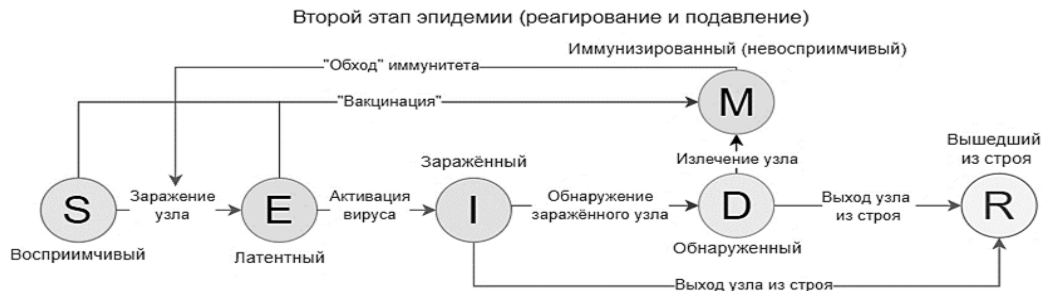 Второй этап эпидемии (реагирование и подавление)
Иммунизированный (невосприимчивый)
"Обход" иммунитета
M
"Вакцинация"
Вышедший
из строя
Заражённый
Излечение узла
S
Заражение
узла
E
Активация
вируса
I
Обнаружение
заражённого узла
D
Выход узла
из строя
R
Восприимчивый
Латентный
Обнаруженный
Выход узла из строя